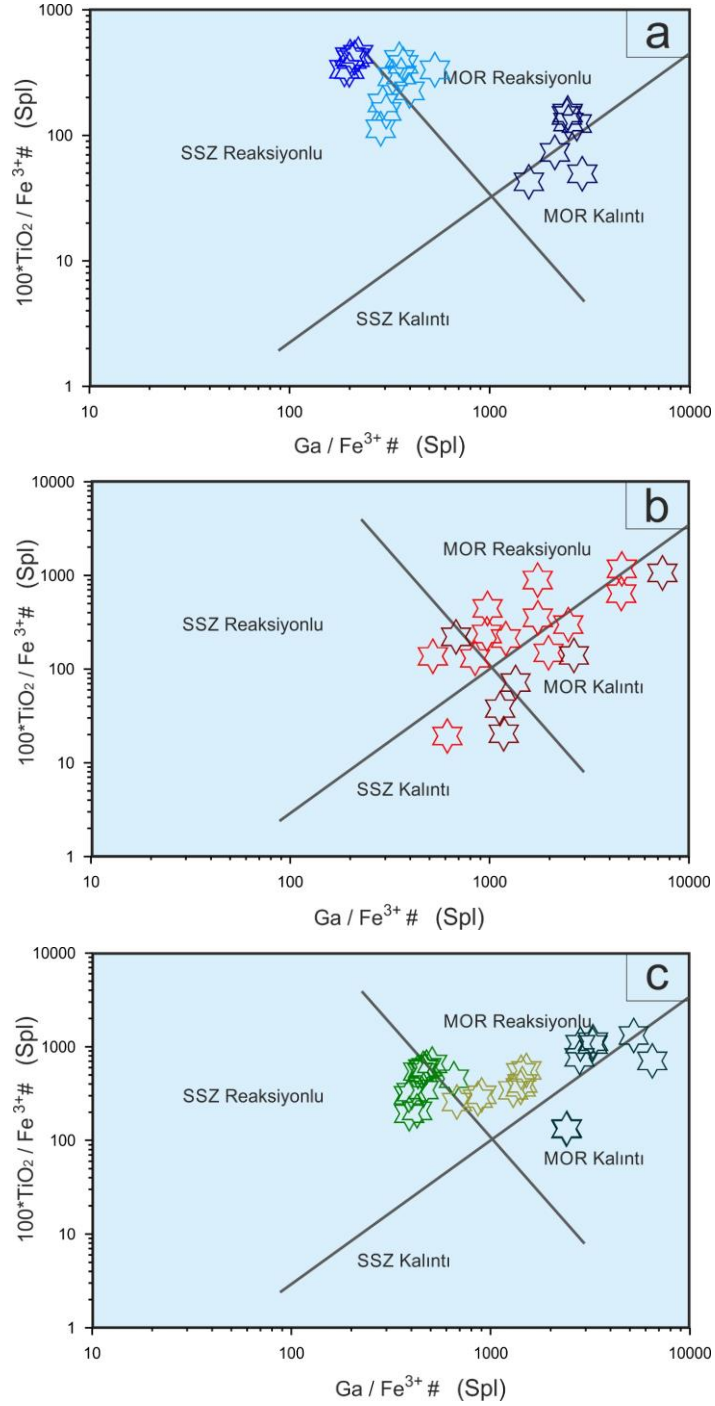 a
1000
100
10
1
100*TiO₂ / Fe³⁺# (Spl)
MOR Reaksiyonlu
SSZ Reaksiyonlu
MOR Kalıntı
SSZ Kalıntı
10 100 1000 10000
Ga / Fe³⁺ # (Spl)
b
10000
1000
100
10
1
100*TiO₂ / Fe³⁺# (Spl)
MOR Reaksiyonlu
SSZ Reaksiyonlu
MOR Kalıntı
SSZ Kalıntı
10 100 1000 10000
Ga / Fe³⁺ # (Spl)
c
10000
1000
100
10
1
100*TiO₂ / Fe³⁺# (Spl)
MOR Reaksiyonlu
SSZ Reaksiyonlu
MOR Kalıntı
SSZ Kalıntı
10 100 1000 10000
Ga / Fe³⁺ # (Spl)